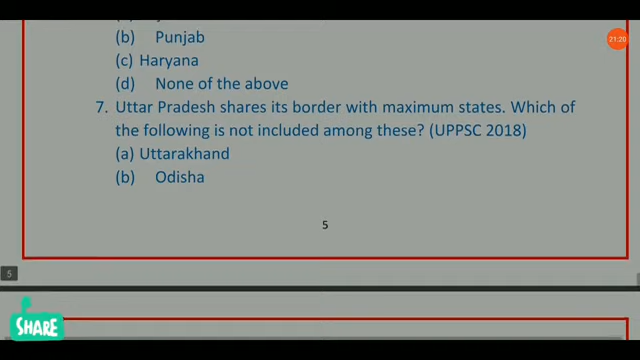 (b) Punjab
21:20
(c) Haryana
(d) None of the above
7. Uttar Pradesh shares its border with maximum states. Which of
the following is not included among these? (UPPSC 2018)
(a) Uttarakhand
(b) Odisha
5
5
SHARE